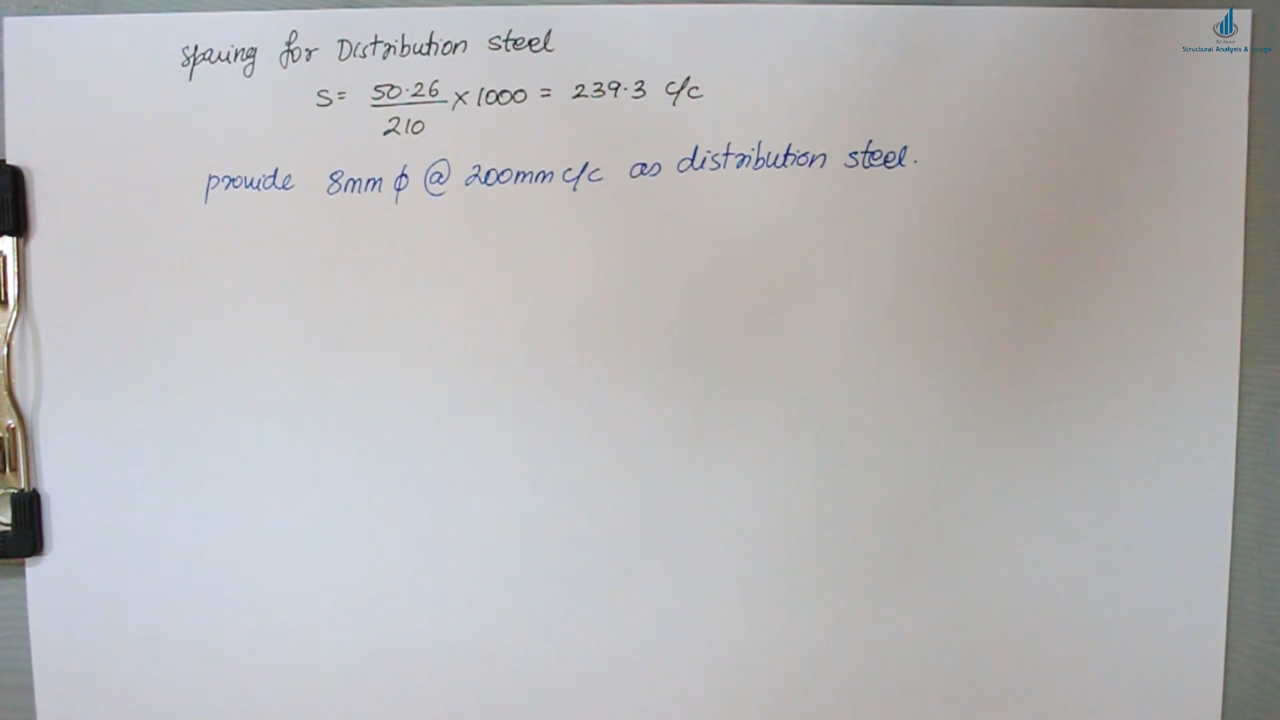 Spacing for Distribution steel
S = 50.26 / 210 × 1000 = 239.3 c/c
provide 8mm ϕ @ 200mm c/c as distribution steel.
Structural Analysis & Design